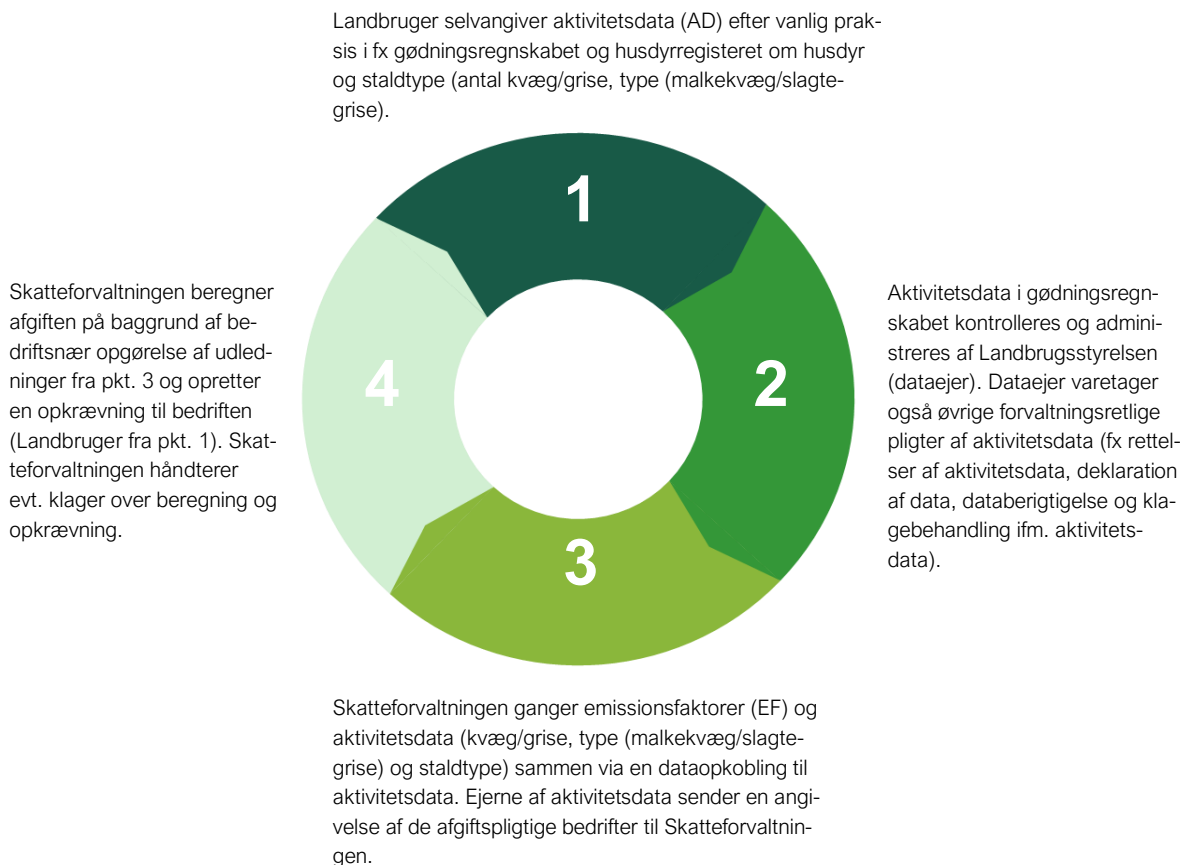 Landbruger selvangiver aktivitetsdata (AD) efter vanlig prak-
sis i fx gødningsregnskabet og husdyrregisteret om husdyr
og staldtype (antal kvæg/grise, type (malkekvæg/slagte-
grise).
1
Aktivitetsdata i gødningsregn-
skabet kontrolleres og admini-
streres af Landbrugsstyrelsen
(dataejer). Dataejer varetager
også øvrige forvaltningsretlige
pligter af aktivitetsdata (fx rettel-
ser af aktivitetsdata, deklaration
af data, databerigtigelse og kla-
gebehandling ifm. aktivitets-
data).
2
3
Skatteforvaltningen ganger emissionsfaktorer (EF) og
aktivitetsdata (kvæg/grise, type (malkekvæg/slagte-
grise) og staldtype) sammen via en dataopkobling til
aktivitetsdata. Ejerne af aktivitetsdata sender en angi-
velse af de afgiftspligtige bedrifter til Skatteforvaltnin-
gen.
4
Skatteforvaltningen beregner
afgiften på baggrund af be-
driftsnær opgørelse af udled-
ninger fra pkt. 3 og opretter
en opkrævning til bedriften
(Landbruger fra pkt. 1). Skat-
teforvaltningen håndterer
evt. klager over beregning og
opkrævning.